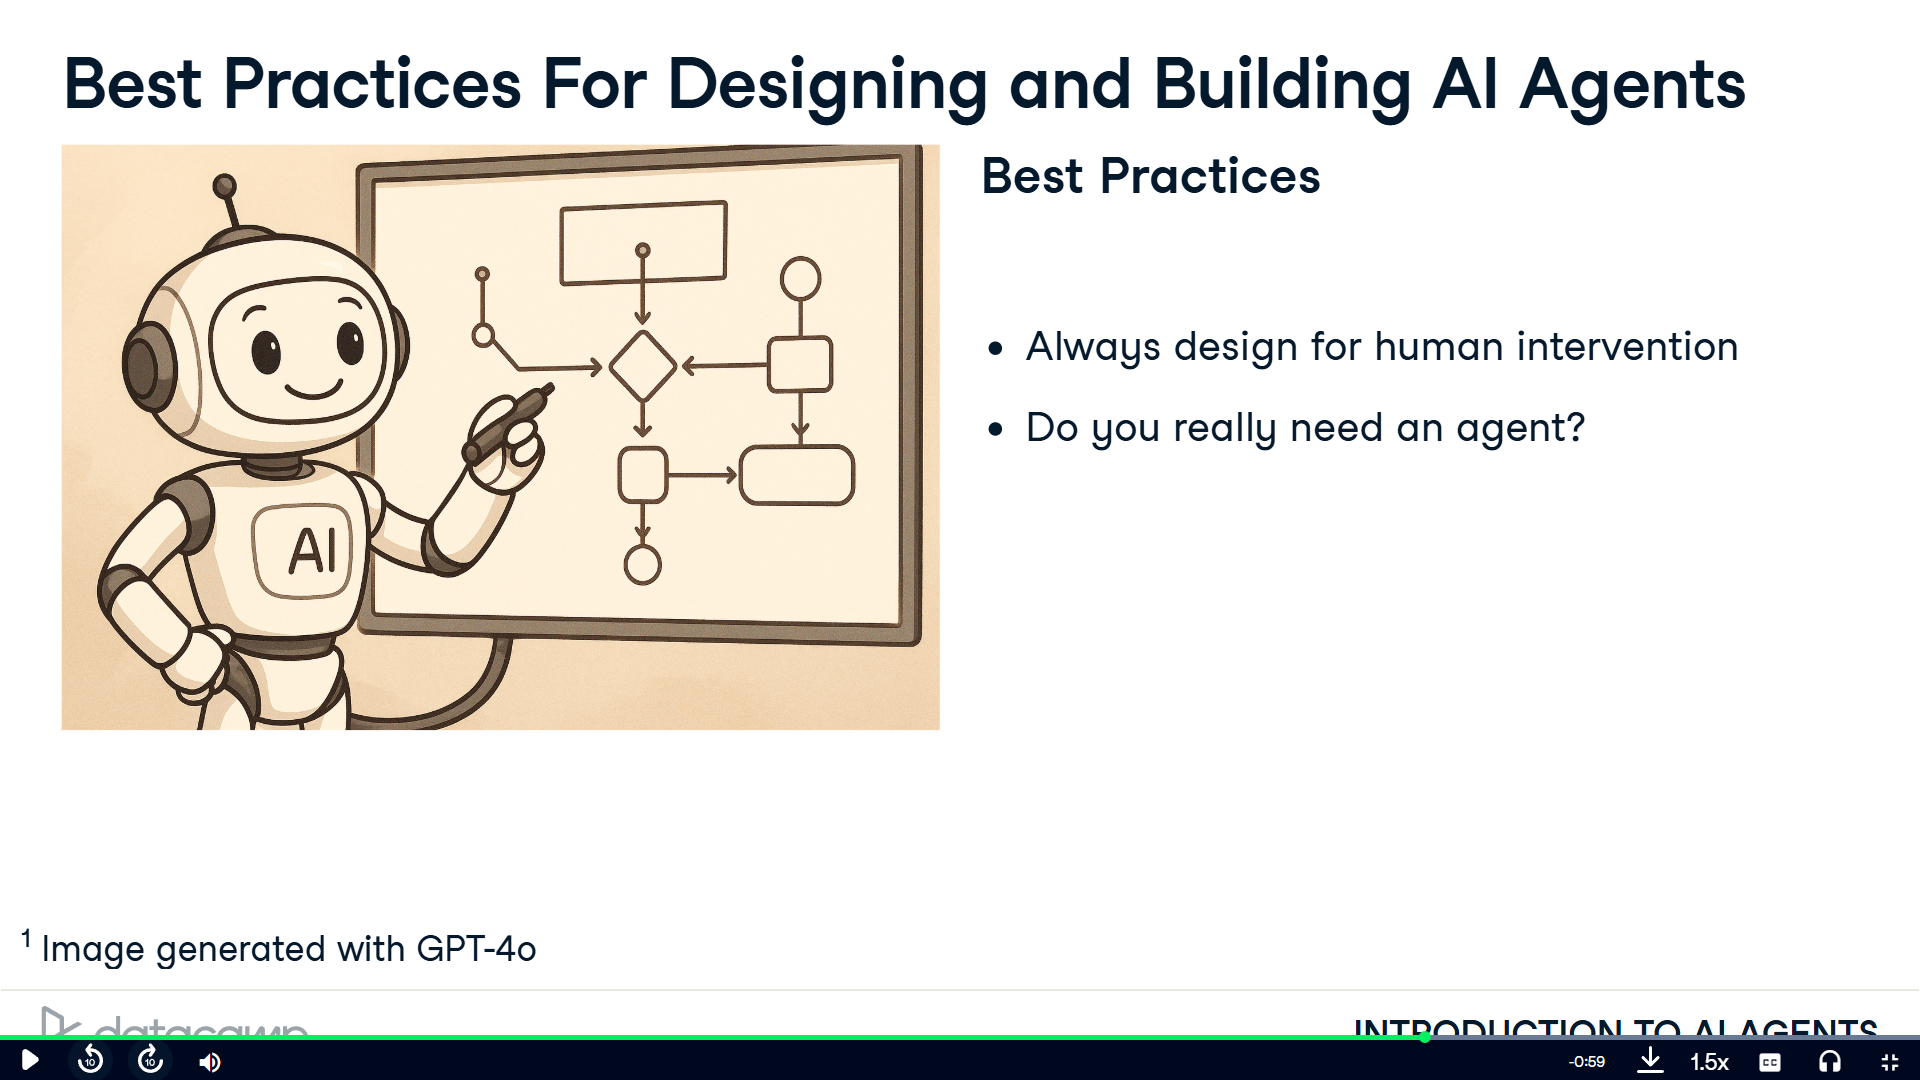 Best Practices For Designing and Building AI Agents
AI
Best Practices
• Always design for human intervention
• Do you really need an agent?
1 Image generated with GPT-4o
datacamp
INTRODUCTION TO AI AGENTS
10
10
-0:59
1.5x
CC